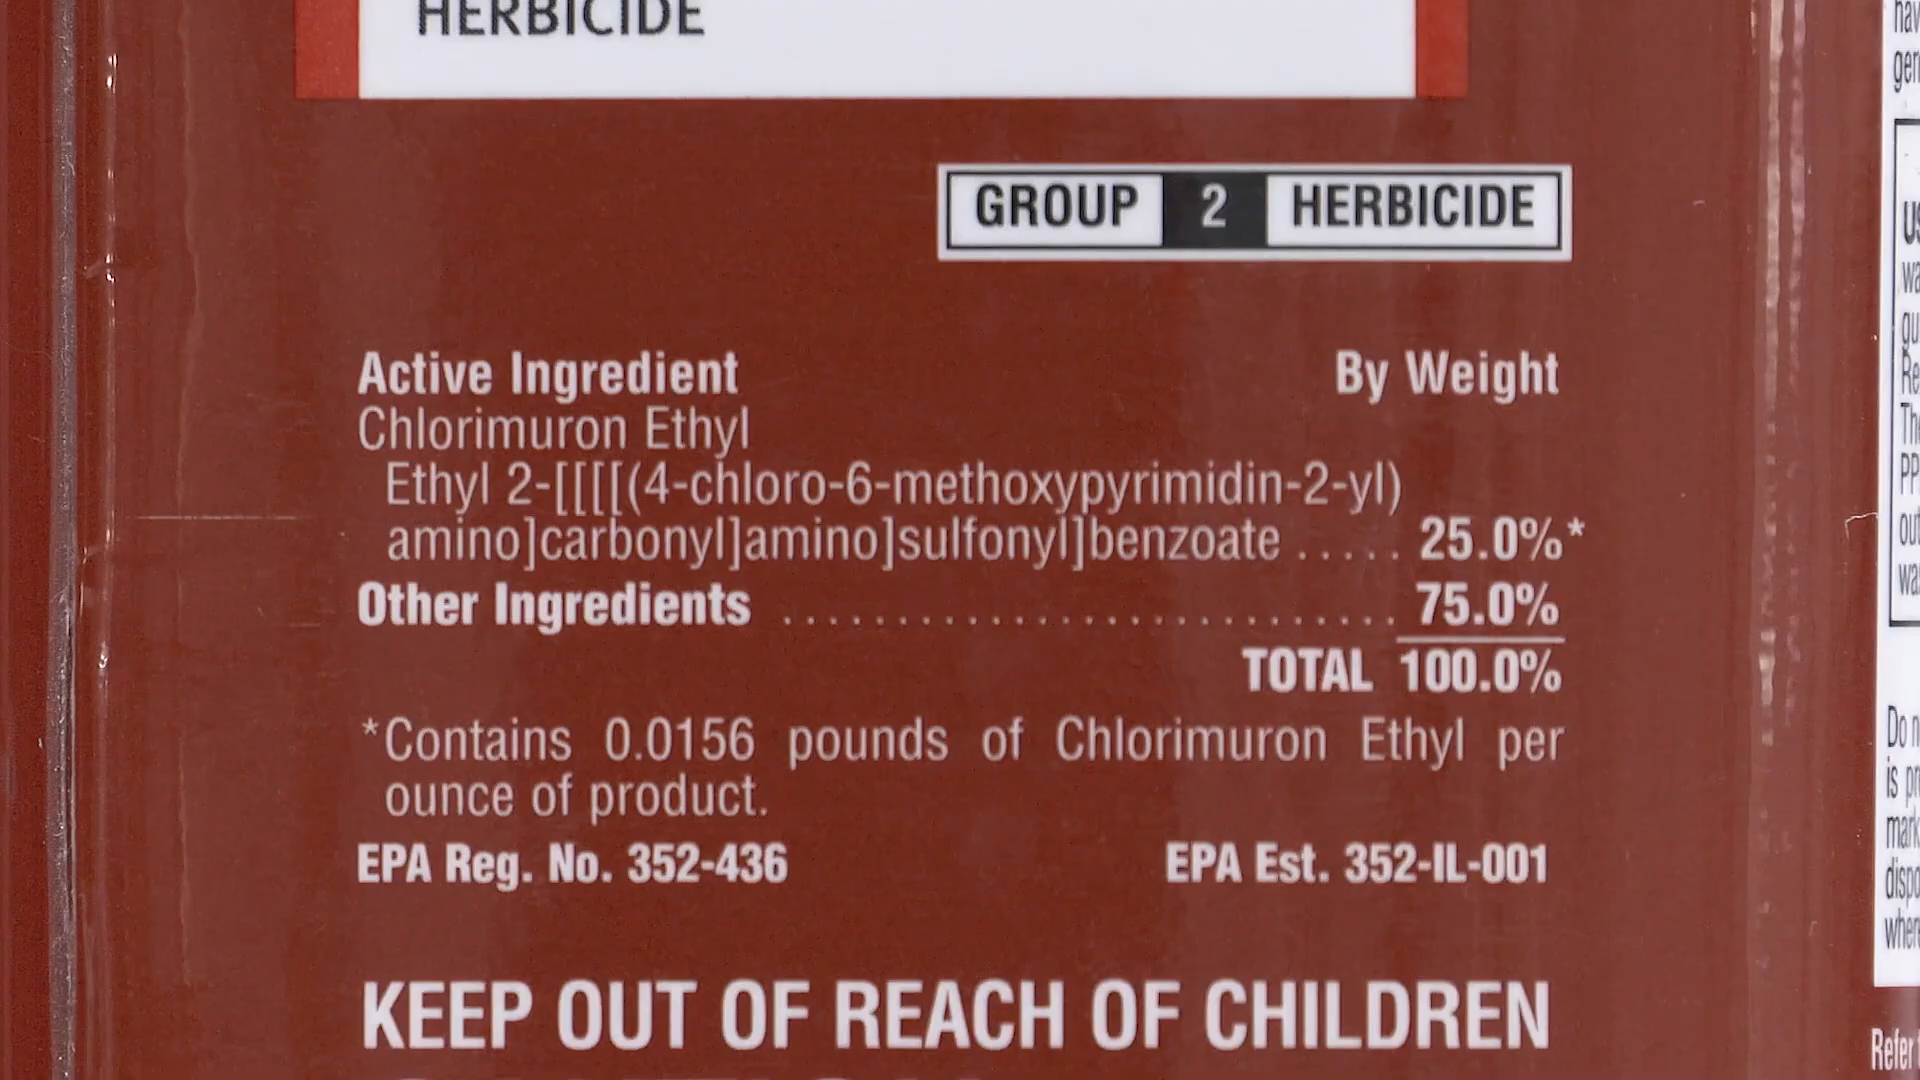 HERBICIDE
GROUP 2 HERBICIDE
Active Ingredient By Weight
Chlorimuron Ethyl
Ethyl 2-[[[[(4-chloro-6-methoxypyrimidin-2-yl)
amino]carbonyl]amino]sulfonyl]benzoate ..... 25.0%*
Other Ingredients ........................... 75.0%
TOTAL 100.0%
*Contains 0.0156 pounds of Chlorimuron Ethyl per
ounce of product.
EPA Reg. No. 352-436 EPA Est. 352-IL-001
KEEP OUT OF REACH OF CHILDREN
Do
is
Refer